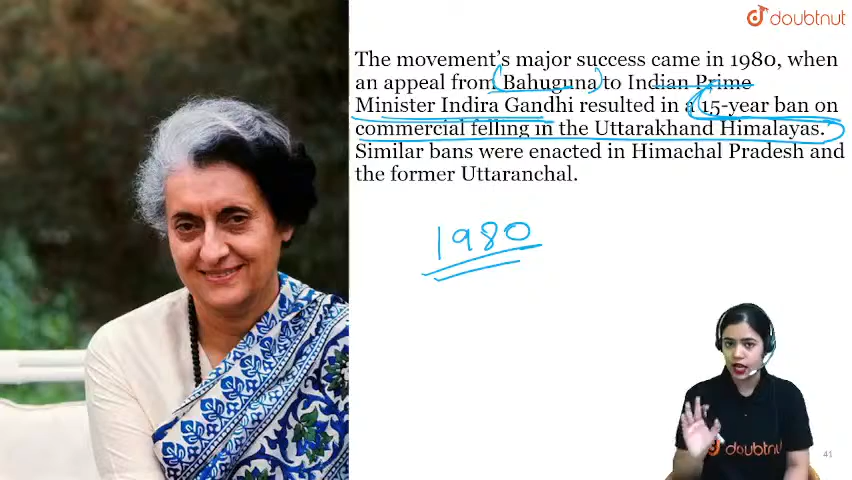 doubtnut
The movement's major success came in 1980, when
an appeal from Bahuguna to Indian Prime
Minister Indira Gandhi resulted in a 15-year ban on
commercial felling in the Uttarakhand Himalayas.
Similar bans were enacted in Himachal Pradesh and
the former Uttaranchal.
1980
doubtnut
41